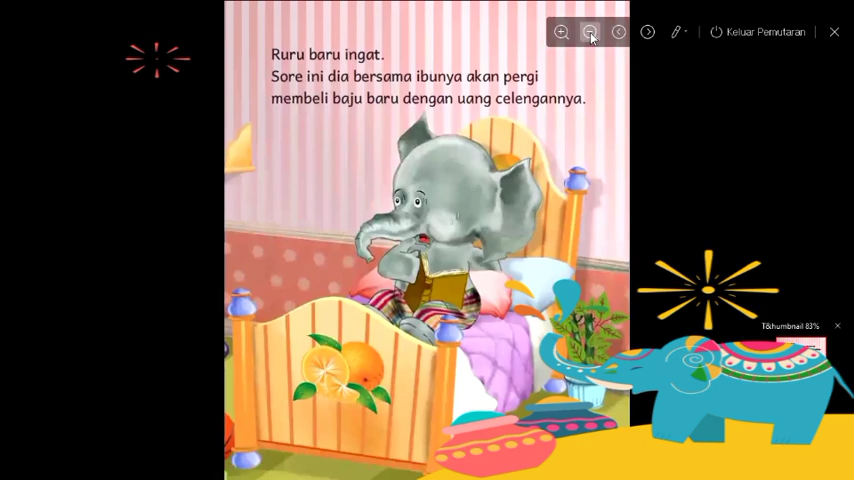 Ruru baru ingat.
Sore ini dia bersama ibunya akan pergi
membeli baju baru dengan uang celengannya.
Keluar Pemutaran
T&humbnail 83%